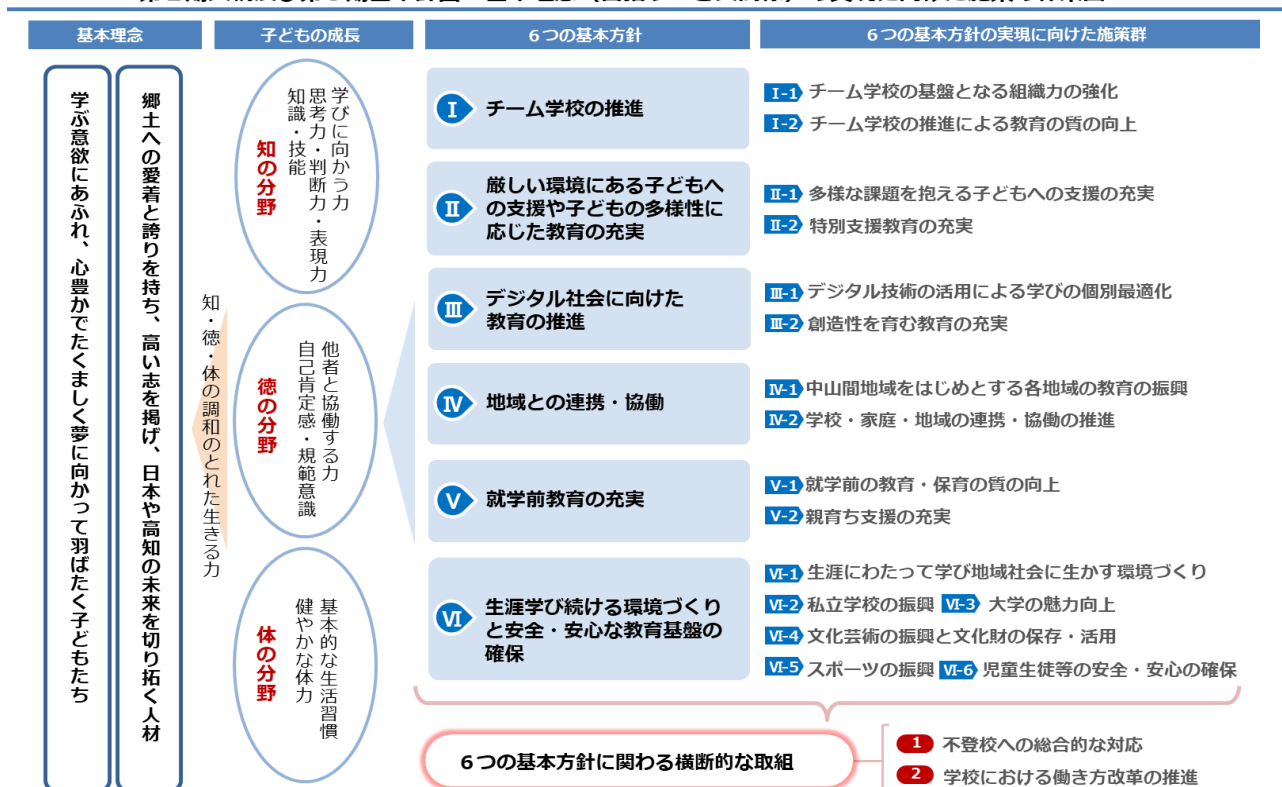 基本理念
子どもの成長
６つの基本方針
６つの基本方針の実現に向けた施策群
学ぶ意欲にあふれ、心豊かでたくましく夢に向かって羽ばたく子どもたち
郷土への愛着と誇りを持ち、高い志を掲げ、日本や高知の未来を切り拓く人材
知・徳・体の調和のとれた生きる力
知の分野
学びに向かう力
思考力・判断力・表現力
知識・技能
徳の分野
他者と協働する力
自己肯定感・規範意識
体の分野
基本的な生活習慣
健やかな体力
Ⅰ チーム学校の推進
Ⅰ-1 チーム学校の基盤となる組織力の強化
Ⅰ-2 チーム学校の推進による教育の質の向上
Ⅱ 厳しい環境にある子どもへ
の支援や子どもの多様性に
応じた教育の充実
Ⅱ-1 多様な課題を抱える子どもへの支援の充実
Ⅱ-2 特別支援教育の充実
Ⅲ デジタル社会に向けた
教育の推進
Ⅲ-1 デジタル技術の活用による学びの個別最適化
Ⅲ-2 創造性を育む教育の充実
Ⅳ 地域との連携・協働
Ⅳ-1 中山間地域をはじめとする各地域の教育の振興
Ⅳ-2 学校・家庭・地域の連携・協働の推進
Ⅴ 就学前教育の充実
Ⅴ-1 就学前の教育・保育の質の向上
Ⅴ-2 親育ち支援の充実
Ⅵ 生涯学び続ける環境づくり
と安全・安心な教育基盤の
確保
Ⅵ-1 生涯にわたって学び地域社会に生かす環境づくり
Ⅵ-2 私立学校の振興 Ⅵ-3 大学の魅力向上
Ⅵ-4 文化芸術の振興と文化財の保存・活用
Ⅵ-5 スポーツの振興 Ⅵ-6 児童生徒等の安全・安心の確保
６つの基本方針に関わる横断的な取組
1 不登校への総合的な対応
2 学校における働き方改革の推進